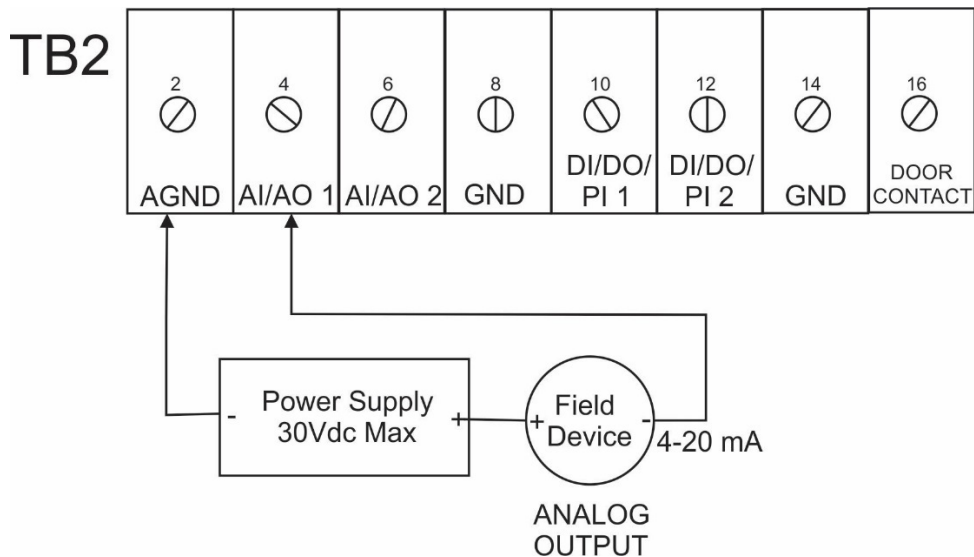 TB2
2
4
6
8
10
12
14
16
AGND
AI/AO 1
AI/AO 2
GND
DI/DO/
PI 1
DI/DO/
PI 2
GND
DOOR
CONTACT
- Power Supply +
30Vdc Max
+ Field -
Device
4-20 mA
ANALOG
OUTPUT